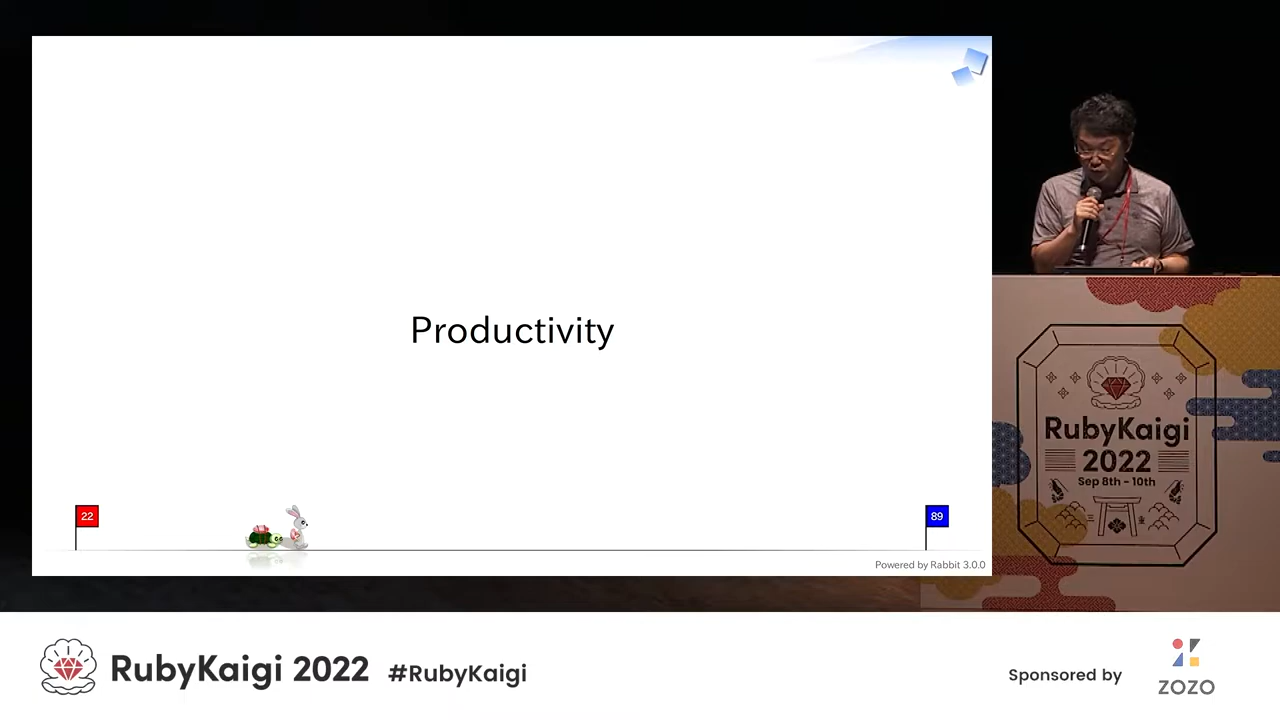 Productivity
22
89
Powered by Rabbit 3.0.0
RubyKaigi
2022
Sep 8th - 10th
RubyKaigi 2022 #RubyKaigi
Sponsored by
ZOZO